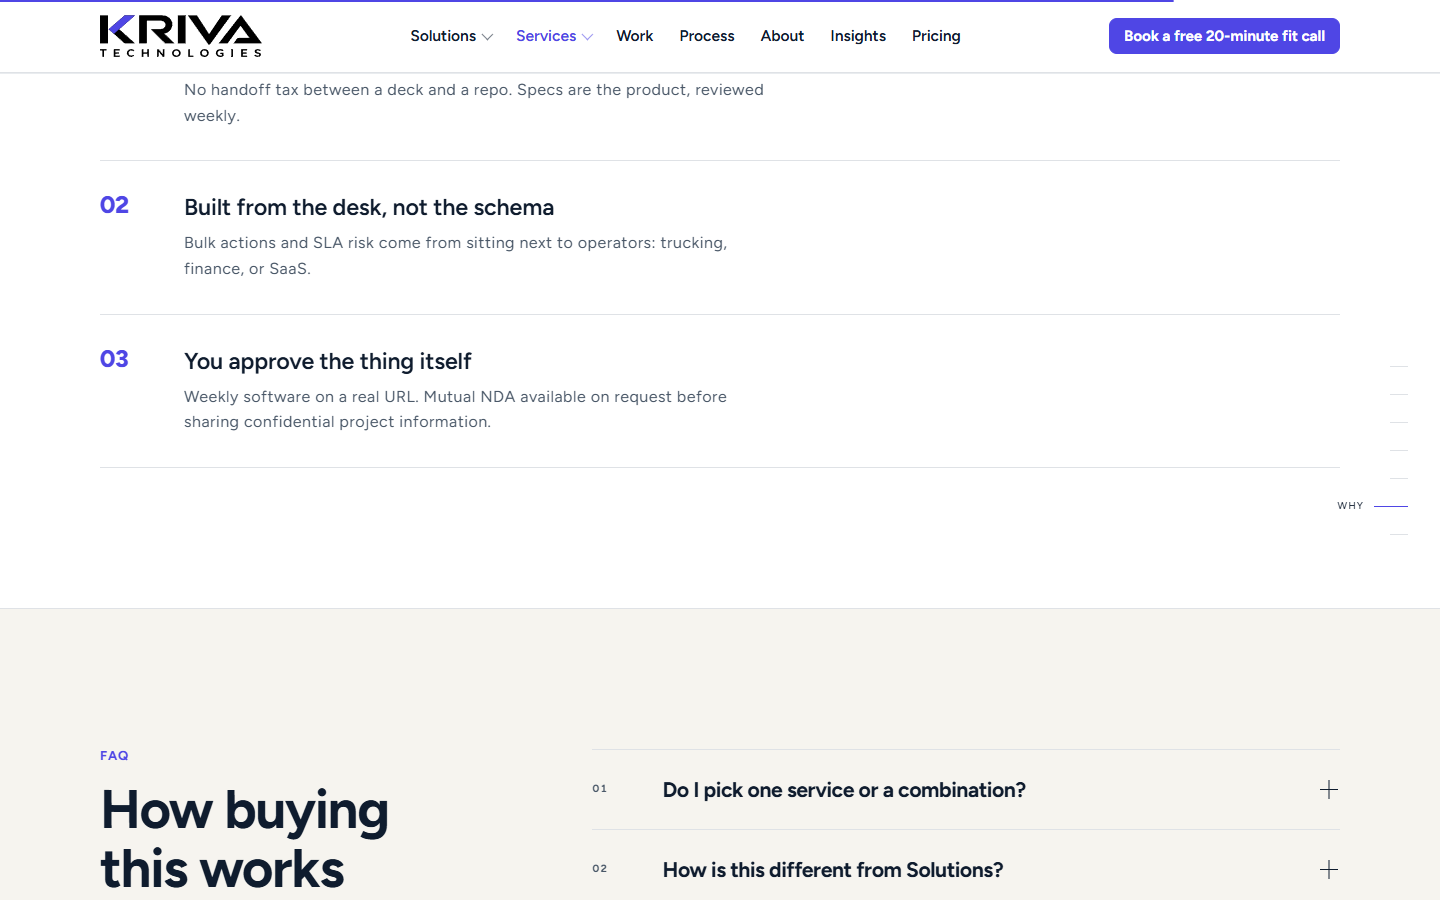 KRIVA
TECHNOLOGIES
Solutions
Services
Work
Process
About
Insights
Pricing
Book a free 20-minute fit call
No handoff tax between a deck and a repo. Specs are the product, reviewed
weekly.
02
Built from the desk, not the schema
Bulk actions and SLA risk come from sitting next to operators: trucking,
finance, or SaaS.
03
You approve the thing itself
Weekly software on a real URL. Mutual NDA available on request before
sharing confidential project information.
WHY
FAQ
How buying
this works
01
Do I pick one service or a combination?
02
How is this different from Solutions?